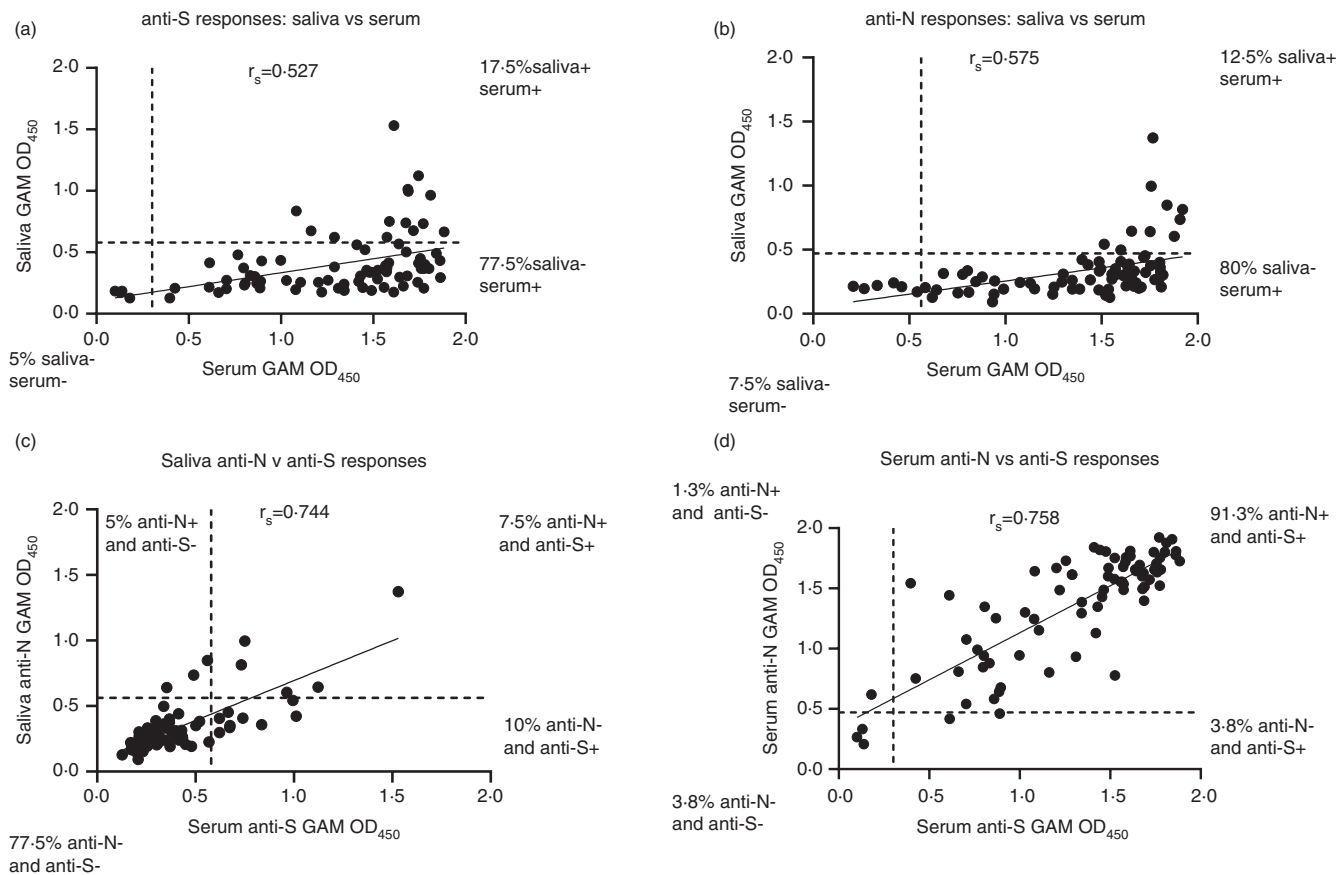 (a)
anti-S responses: saliva vs serum
2·0
1·5
1·0
0·5
0·0
Saliva GAM OD450
rs=0·527
17·5%saliva+
serum+
77·5%saliva-
serum+
0·0 0·5 1·0 1·5 2·0
Serum GAM OD450
5% saliva-
serum-
(b)
anti-N responses: saliva vs serum
2·0
1·5
1·0
0·5
0·0
Saliva GAM OD450
rs=0·575
12·5% saliva+
serum+
80% saliva-
serum+
0·0 0·5 1·0 1·5 2·0
Serum GAM OD450
7·5% saliva-
serum-
(c)
Saliva anti-N v anti-S responses
2·0
1·5
1·0
0·5
0·0
Saliva anti-N GAM OD450
5% anti-N+
and anti-S-
rs=0·744
7·5% anti-N+
and anti-S+
10% anti-N-
and anti-S+
0·0 0·5 1·0 1·5 2·0
Serum anti-S GAM OD450
77·5% anti-N-
and anti-S-
(d)
Serum anti-N vs anti-S responses
1·3% anti-N+
and anti-S-
2·0
1·5
1·0
0·5
0·0
Serum anti-N GAM OD450
rs=0·758
91·3% anti-N+
and anti-S+
3·8% anti-N-
and anti-S+
0·0 0·5 1·0 1·5 2·0
Serum anti-S GAM OD450
3·8% anti-N-
and anti-S-